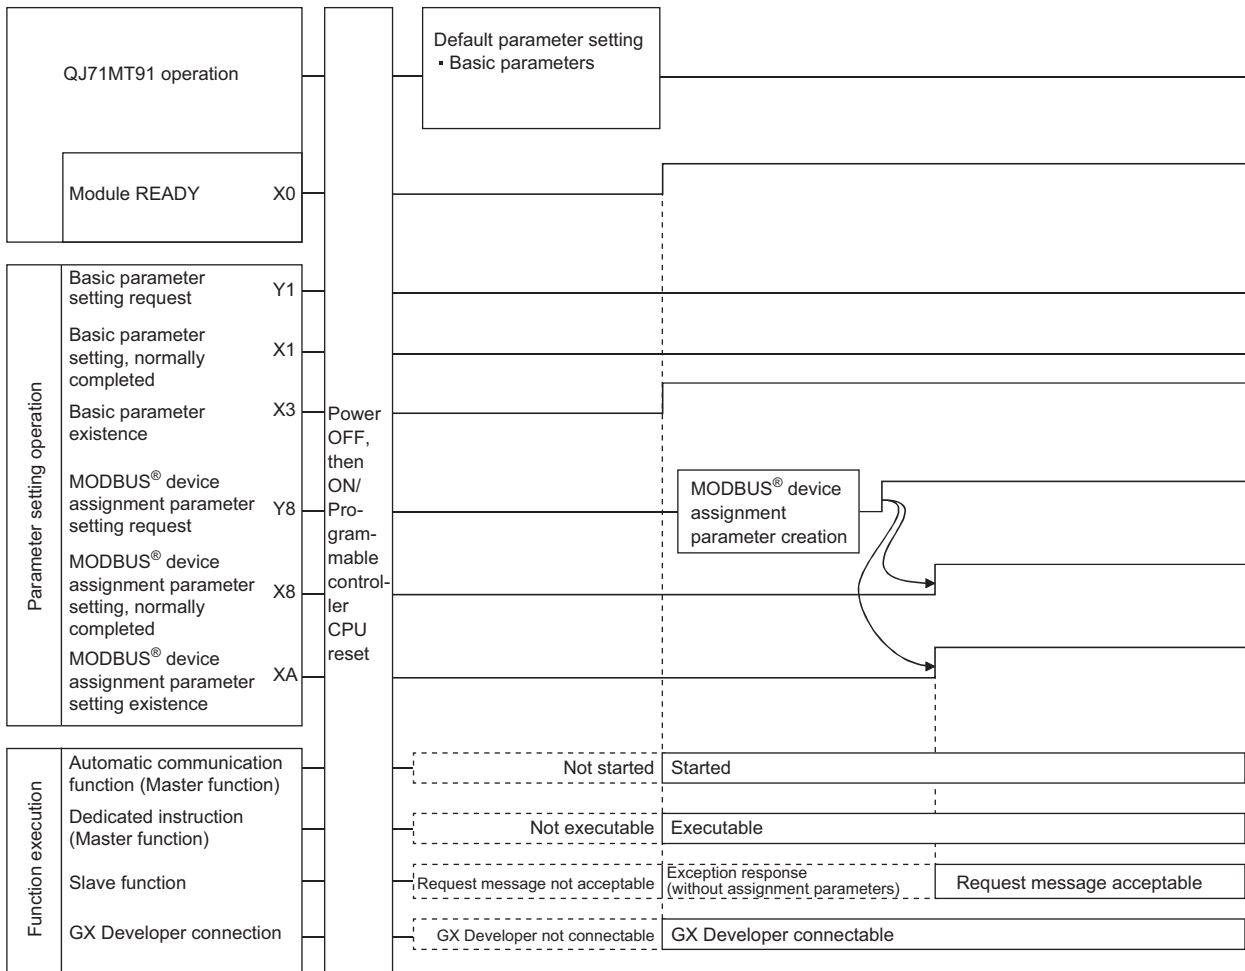 Default parameter setting
▪ Basic parameters
QJ71MT91 operation
Module READY X0
Basic parameter
setting request Y1
Basic parameter
setting, normally X1
completed
Basic parameter X3
existence
MODBUS® device
assignment parameter
setting request Y8
MODBUS® device
assignment parameter
setting, normally X8
completed
MODBUS® device
assignment parameter XA
setting existence
Parameter setting operation
Power
OFF,
then
ON/
Pro-
gram-
mable
control-
ler
CPU
reset
MODBUS® device
assignment
parameter creation
Function execution
Automatic communication
function (Master function)
Not started Started
Dedicated instruction
(Master function)
Not executable Executable
Slave function
Request message not acceptable
Exception response
(without assignment parameters)
Request message acceptable
GX Developer connection
GX Developer not connectable GX Developer connectable